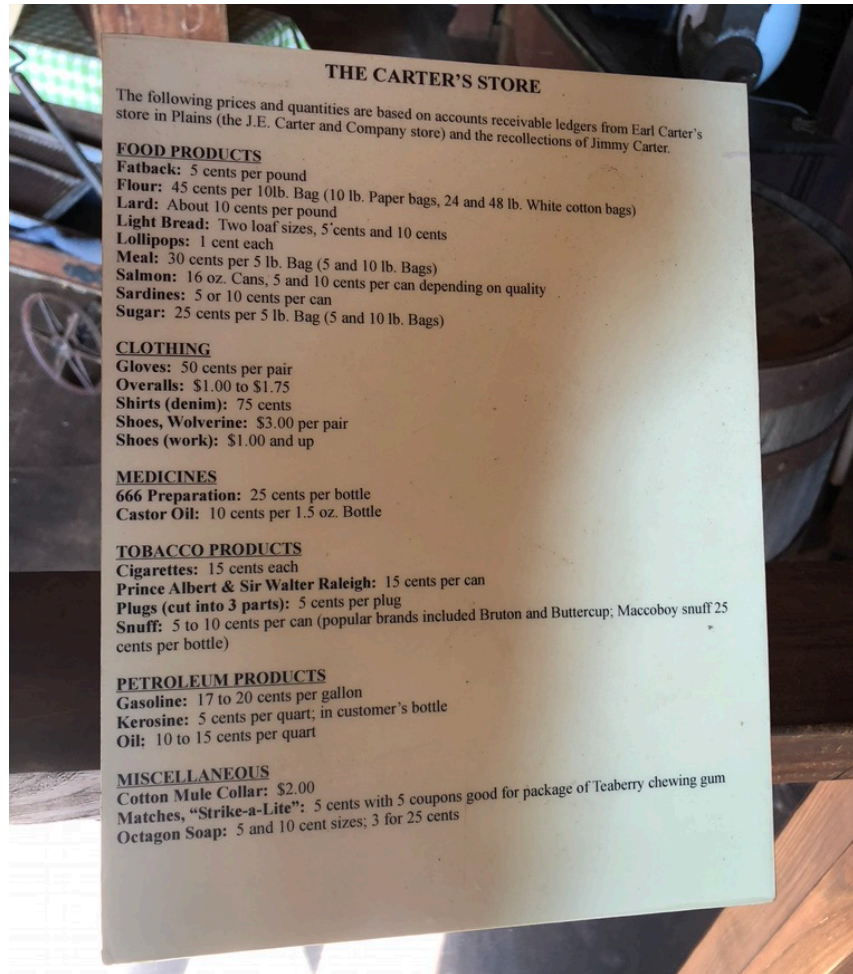 THE CARTER'S STORE
The following prices and quantities are based on accounts receivable ledgers from Earl Carter's
store in Plains (the J.E. Carter and Company store) and the recollections of Jimmy Carter.
FOOD PRODUCTS
Fatback: 5 cents per pound
Flour: 45 cents per 10lb. Bag (10 lb. Paper bags, 24 and 48 lb. White cotton bags)
Lard: About 10 cents per pound
Light Bread: Two loaf sizes, 5 cents and 10 cents
Lollipops: 1 cent each
Meal: 30 cents per 5 lb. Bag (5 and 10 lb. Bags)
Salmon: 16 oz. Cans, 5 and 10 cents per can depending on quality
Sardines: 5 or 10 cents per can
Sugar: 25 cents per 5 lb. Bag (5 and 10 lb. Bags)
CLOTHING
Gloves: 50 cents per pair
Overalls: $1.00 to $1.75
Shirts (denim): 75 cents
Shoes, Wolverine: $3.00 per pair
Shoes (work): $1.00 and up
MEDICINES
666 Preparation: 25 cents per bottle
Castor Oil: 10 cents per 1.5 oz. Bottle
TOBACCO PRODUCTS
Cigarettes: 15 cents each
Prince Albert & Sir Walter Raleigh: 15 cents per can
Plugs (cut into 3 parts): 5 cents per plug
Snuff: 5 to 10 cents per can (popular brands included Bruton and Buttercup; Maccoboy snuff 25
cents per bottle)
PETROLEUM PRODUCTS
Gasoline: 17 to 20 cents per gallon
Kerosine: 5 cents per quart; in customer's bottle
Oil: 10 to 15 cents per quart
MISCELLANEOUS
Cotton Mule Collar: $2.00
Matches, "Strike-a-Lite": 5 cents with 5 coupons good for package of Teaberry chewing gum
Octagon Soap: 5 and 10 cent sizes; 3 for 25 cents